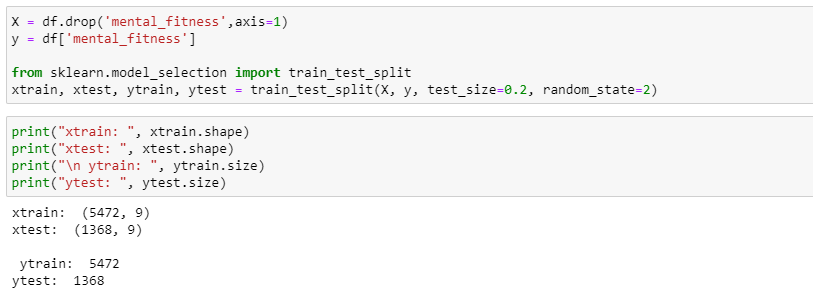 X = df.drop('mental_fitness',axis=1)
y = df['mental_fitness']
from sklearn.model_selection import train_test_split
xtrain, xtest, ytrain, ytest = train_test_split(X, y, test_size=0.2, random_state=2)
print("xtrain: ", xtrain.shape)
print("xtest: ", xtest.shape)
print("\n ytrain: ", ytrain.size)
print("ytest: ", ytest.size)
xtrain:  (5472, 9)
xtest:  (1368, 9)
 ytrain:  5472
ytest:  1368